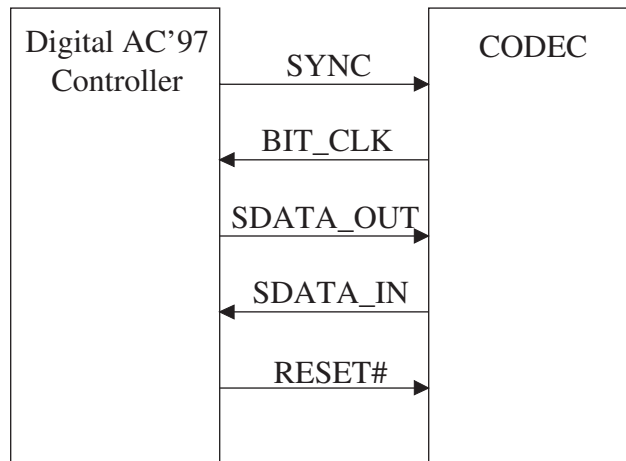 Digital AC’97
Controller
CODEC
SYNC
BIT_CLK
SDATA_OUT
SDATA_IN
RESET#